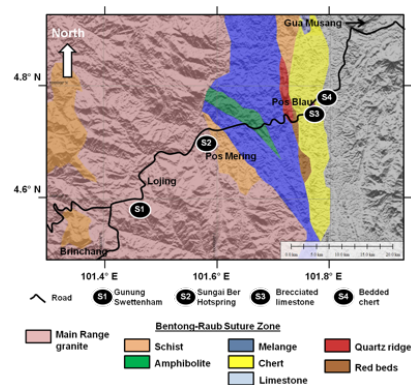 Gua Musang
North
4.8° N
S4
Pos Blau
S3
S2
Pos Mering
Lojing
4.6° N
S1
Brinchang
101.4° E
101.6° E
101.8° E
Road
S1 Gunung Swettenham
S2 Sungai Ber Hotspring
S3 Brecciated limestone
S4 Bedded chert
Bentong-Raub Suture Zone
Main Range granite
Schist
Melange
Quartz ridge
Amphibolite
Chert
Red beds
Limestone